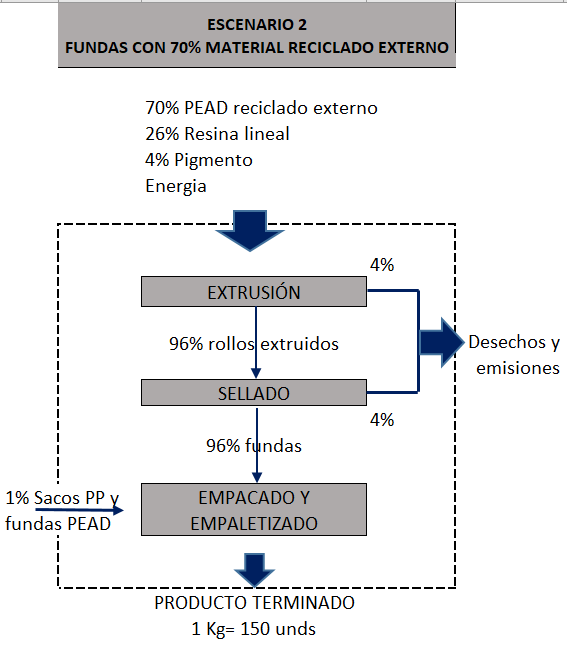 ESCENARIO 2
FUNDAS CON 70% MATERIAL RECICLADO EXTERNO
70% PEAD reciclado externo
26% Resina lineal
4% Pigmento
Energia
4%
EXTRUSIÓN
96% rollos extruidos
Desechos y
emisiones
SELLADO
4%
96% fundas
1% Sacos PP y
fundas PEAD
EMPACADO Y
EMPALETIZADO
PRODUCTO TERMINADO
1 Kg= 150 unds